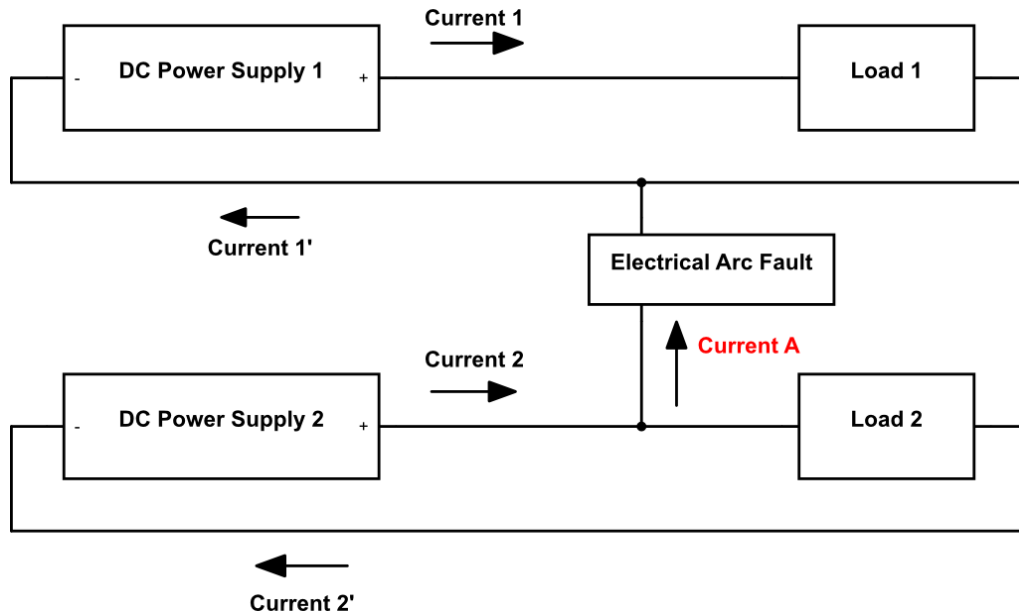 Current 1
DC Power Supply 1
- +
Load 1
Current 1'
Electrical Arc Fault
Current A
Current 2
DC Power Supply 2
- +
Load 2
Current 2'